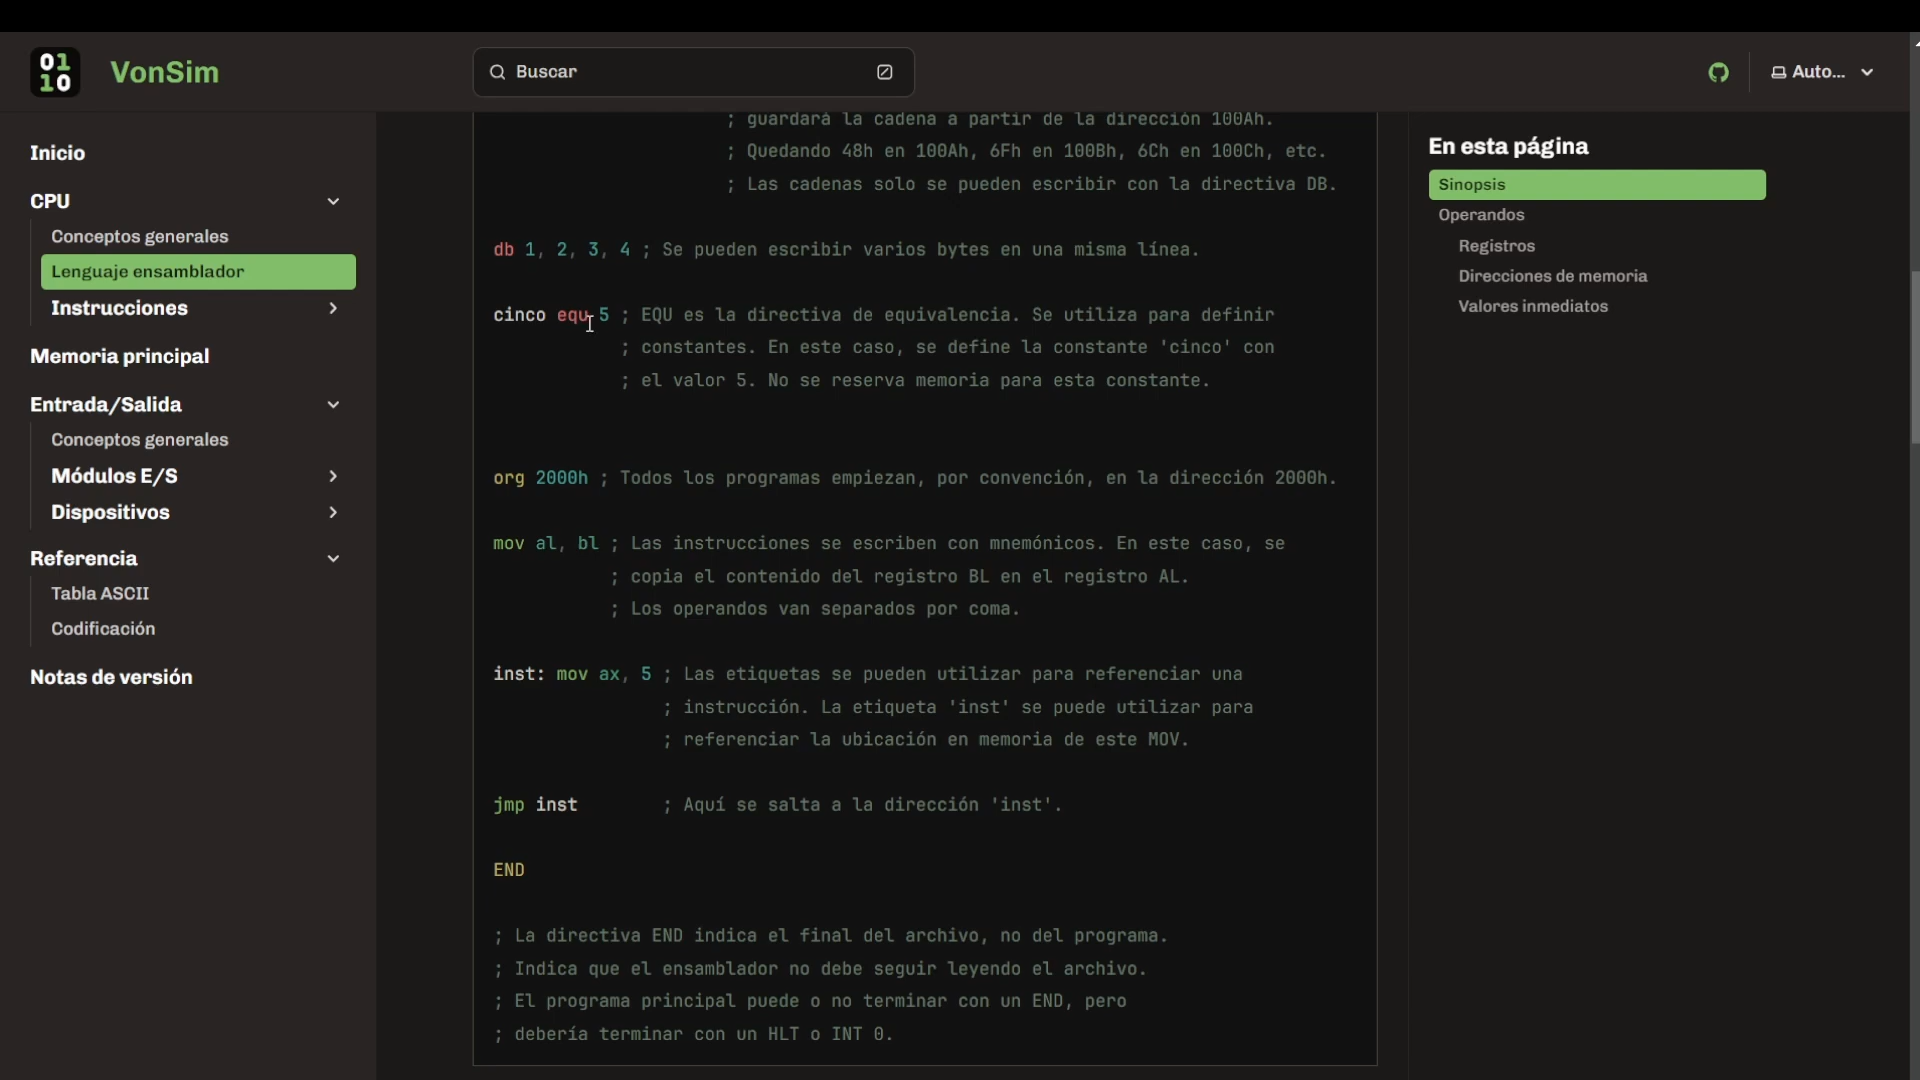 01
10
VonSim
Buscar
Auto...
Inicio
CPU
Conceptos generales
Lenguaje ensamblador
Instrucciones
Memoria principal
Entrada/Salida
Conceptos generales
Módulos E/S
Dispositivos
Referencia
Tabla ASCII
Codificación
Notas de versión
; guardará la cadena a partir de la dirección 100Ah.
; Quedando 48h en 100Ah, 6Fh en 100Bh, 6Ch en 100Ch, etc.
; Las cadenas solo se pueden escribir con la directiva DB.
db 1, 2, 3, 4 ; Se pueden escribir varios bytes en una misma línea.
cinco equ 5 ; EQU es la directiva de equivalencia. Se utiliza para definir
; constantes. En este caso, se define la constante 'cinco' con
; el valor 5. No se reserva memoria para esta constante.
org 2000h ; Todos los programas empiezan, por convención, en la dirección 2000h.
mov al, bl ; Las instrucciones se escriben con mnemónicos. En este caso, se
; copia el contenido del registro BL en el registro AL.
; Los operandos van separados por coma.
inst: mov ax, 5 ; Las etiquetas se pueden utilizar para referenciar una
; instrucción. La etiqueta 'inst' se puede utilizar para
; referenciar la ubicación en memoria de este MOV.
jmp inst ; Aquí se salta a la dirección 'inst'.
END
; La directiva END indica el final del archivo, no del programa.
; Indica que el ensamblador no debe seguir leyendo el archivo.
; El programa principal puede o no terminar con un END, pero
; debería terminar con un HLT o INT 0.
En esta página
Sinopsis
Operandos
Registros
Direcciones de memoria
Valores inmediatos